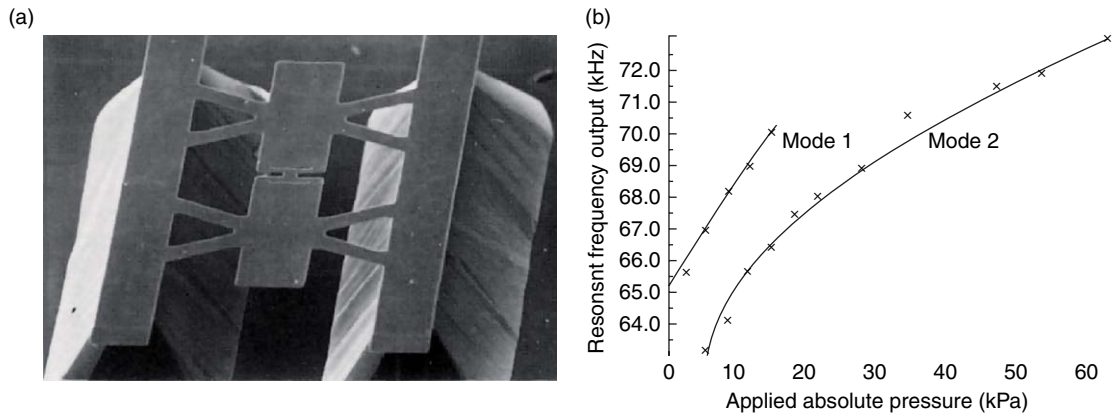 (a)
(b)
Resonsnt frequency output (kHz)
72.0
71.0
70.0
69.0
68.0
67.0
66.0
65.0
64.0
Mode 1
Mode 2
0
10
20
30
40
50
60
Applied absolute pressure (kPa)